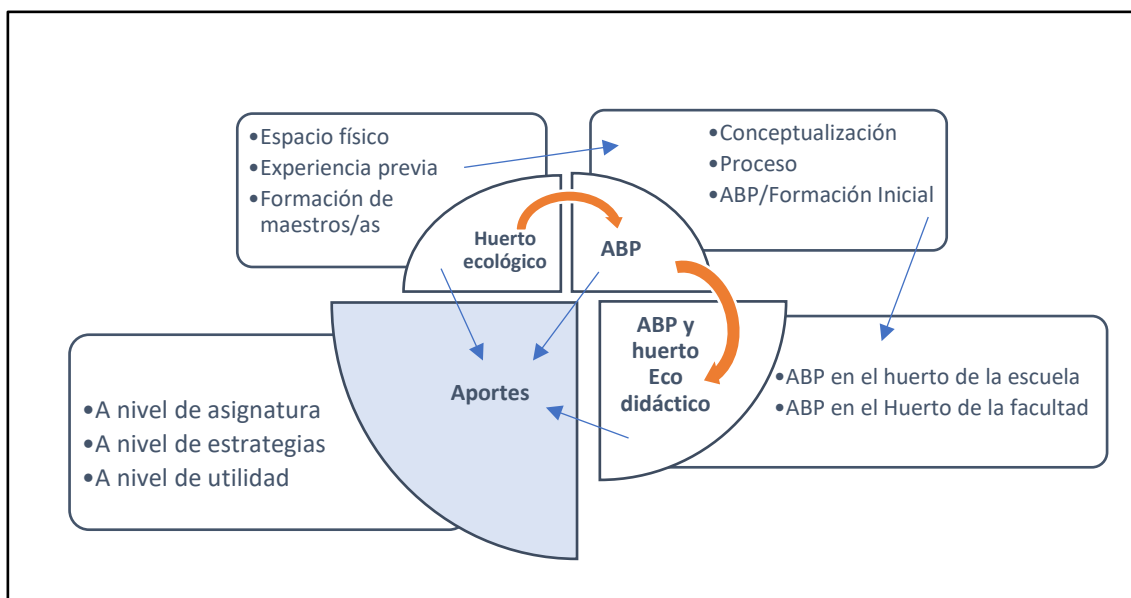 •Espacio físico
•Experiencia previa
•Formación de
maestros/as
•Conceptualización
•Proceso
•ABP/Formación Inicial
Huerto
ecológico
ABP
ABP y
huerto
Eco
didáctico
Aportes
•A nivel de asignatura
•A nivel de estrategias
•A nivel de utilidad
•ABP en el huerto de la escuela
•ABP en el Huerto de la facultad